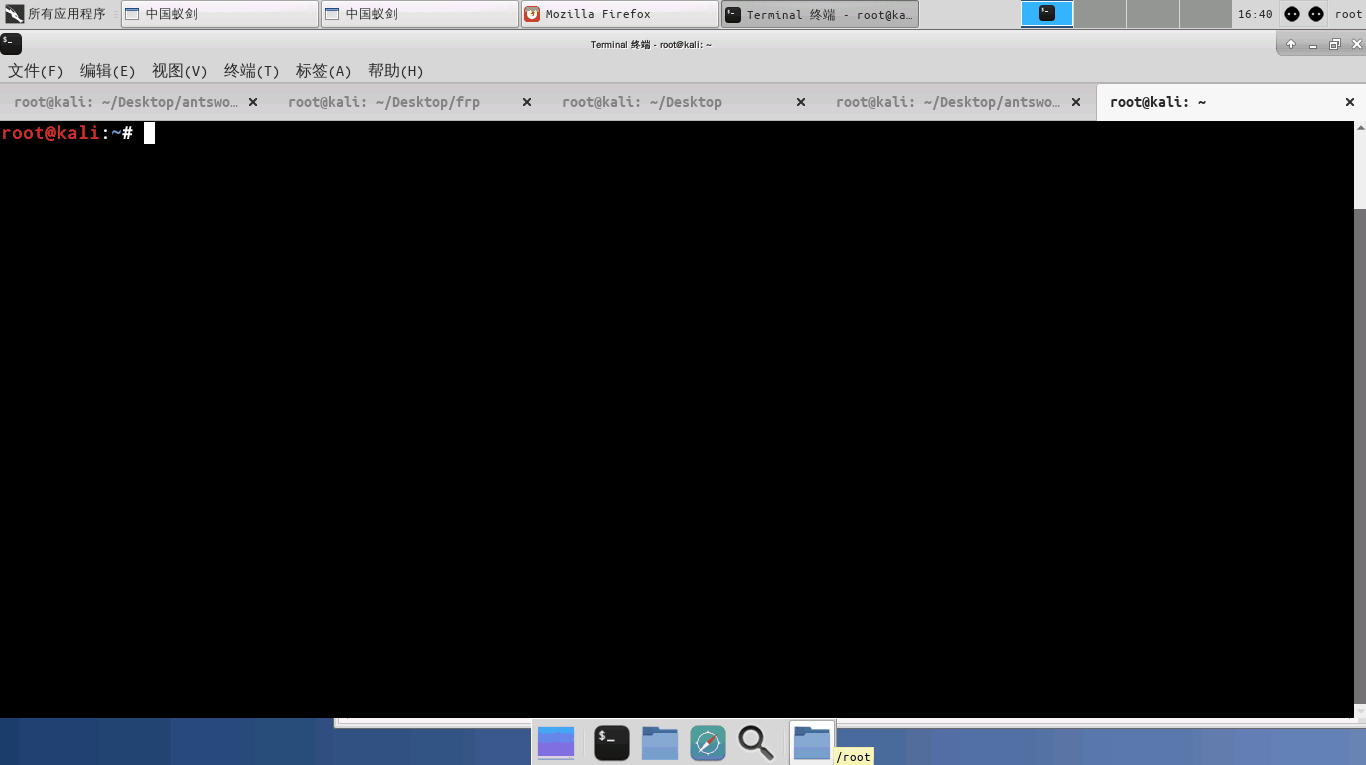 所有应用程序 中国蚁剑 中国蚁剑 Mozilla Firefox Terminal 终端 - root@ka… 16:40 root
Terminal 终端 - root@kali: ~
文件(F) 编辑(E) 视图(V) 终端(T) 标签(A) 帮助(H)
root@kali: ~/Desktop/antswo… root@kali: ~/Desktop/frp root@kali: ~/Desktop root@kali: ~/Desktop/antswo… root@kali: ~
root@kali:~#
$_
/root